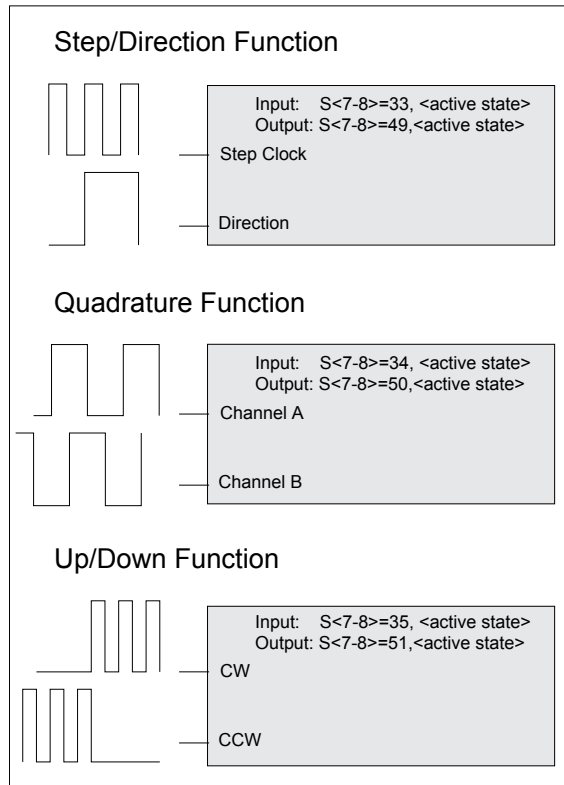 Step/Direction Function
Input: S<7-8>=33, <active state>
Output: S<7-8>=49,<active state>
Step Clock
Direction
Quadrature Function
Input: S<7-8>=34, <active state>
Output: S<7-8>=50,<active state>
Channel A
Channel B
Up/Down Function
Input: S<7-8>=35, <active state>
Output: S<7-8>=51,<active state>
CW
CCW